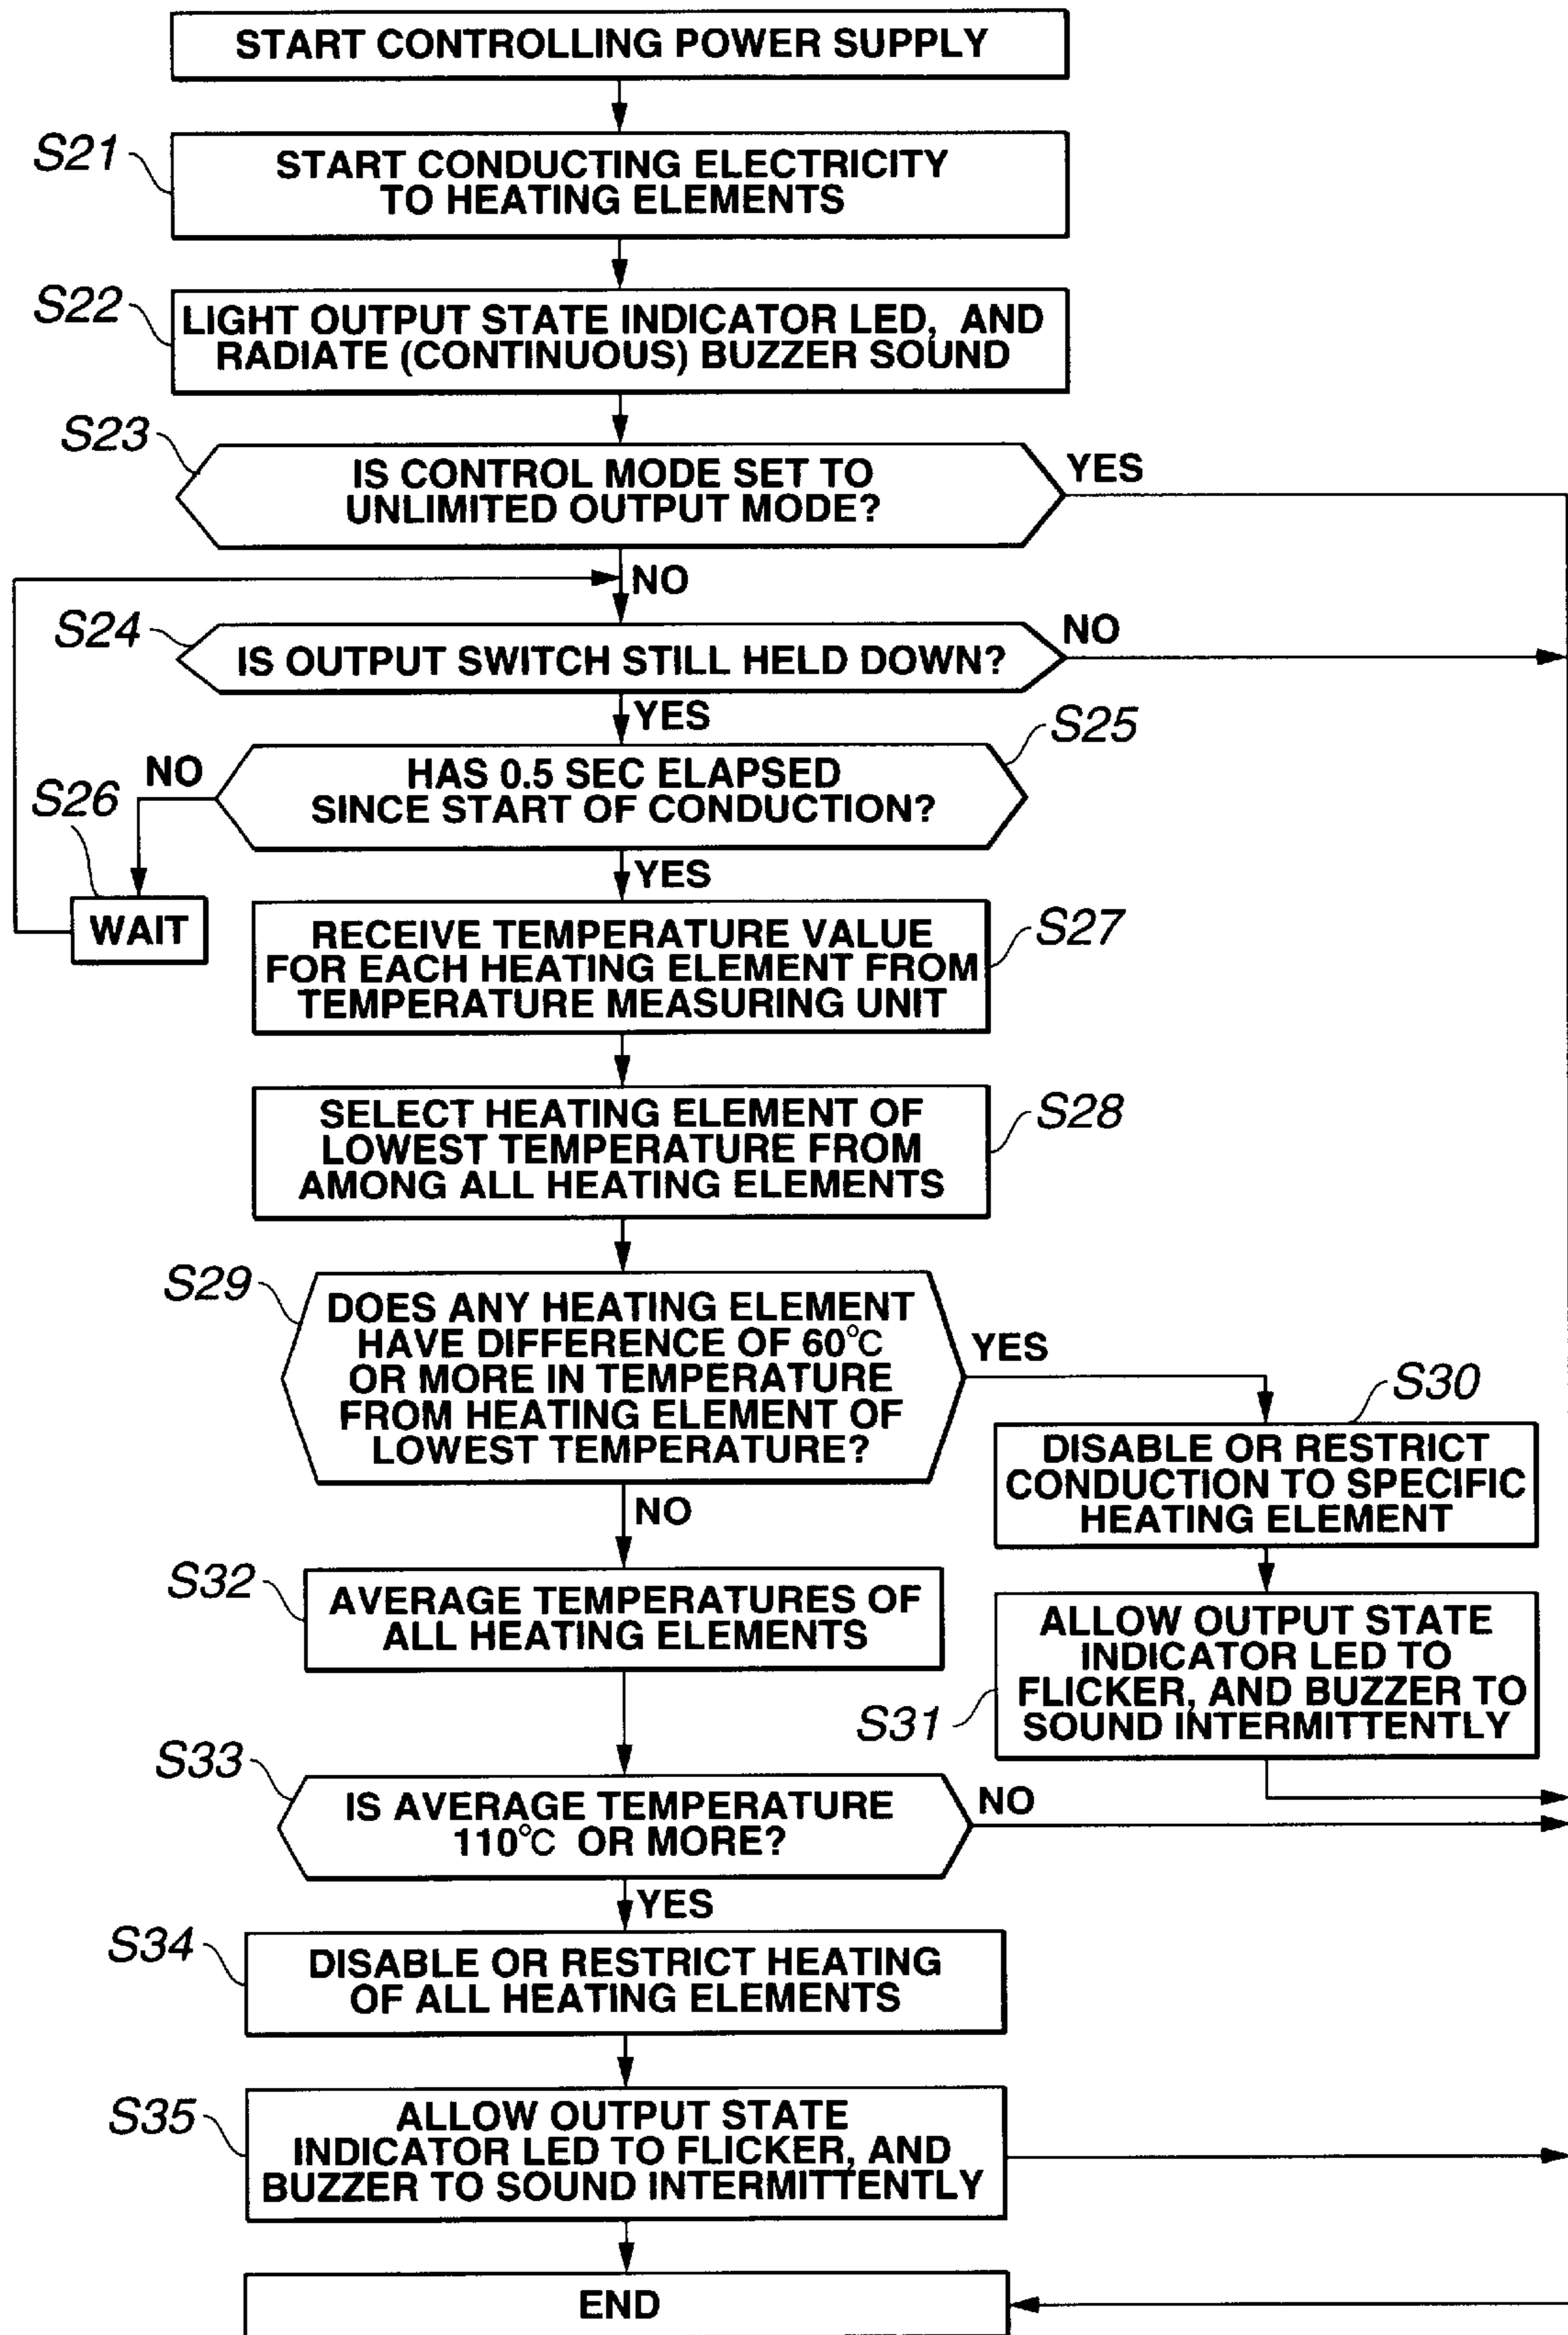 START CONTROLLING POWER SUPPLY
S21
START CONDUCTING ELECTRICITY
TO HEATING ELEMENTS
S22
LIGHT OUTPUT STATE INDICATOR LED, AND
RADIATE (CONTINUOUS) BUZZER SOUND
S23
IS CONTROL MODE SET TO
UNLIMITED OUTPUT MODE?
YES
NO
S24
IS OUTPUT SWITCH STILL HELD DOWN?
NO
YES
S25
HAS 0.5 SEC ELAPSED
SINCE START OF CONDUCTION?
NO
S26
WAIT
YES
S27
RECEIVE TEMPERATURE VALUE
FOR EACH HEATING ELEMENT FROM
TEMPERATURE MEASURING UNIT
S28
SELECT HEATING ELEMENT OF
LOWEST TEMPERATURE FROM
AMONG ALL HEATING ELEMENTS
S29
DOES ANY HEATING ELEMENT
HAVE DIFFERENCE OF 60°C
OR MORE IN TEMPERATURE
FROM HEATING ELEMENT OF
LOWEST TEMPERATURE?
YES
S30
DISABLE OR RESTRICT
CONDUCTION TO SPECIFIC
HEATING ELEMENT
NO
S31
ALLOW OUTPUT STATE
INDICATOR LED TO
FLICKER, AND BUZZER TO
SOUND INTERMITTENTLY
S32
AVERAGE TEMPERATURES OF
ALL HEATING ELEMENTS
S33
IS AVERAGE TEMPERATURE
110°C OR MORE?
NO
YES
S34
DISABLE OR RESTRICT HEATING
OF ALL HEATING ELEMENTS
S35
ALLOW OUTPUT STATE
INDICATOR LED TO FLICKER, AND
BUZZER TO SOUND INTERMITTENTLY
END